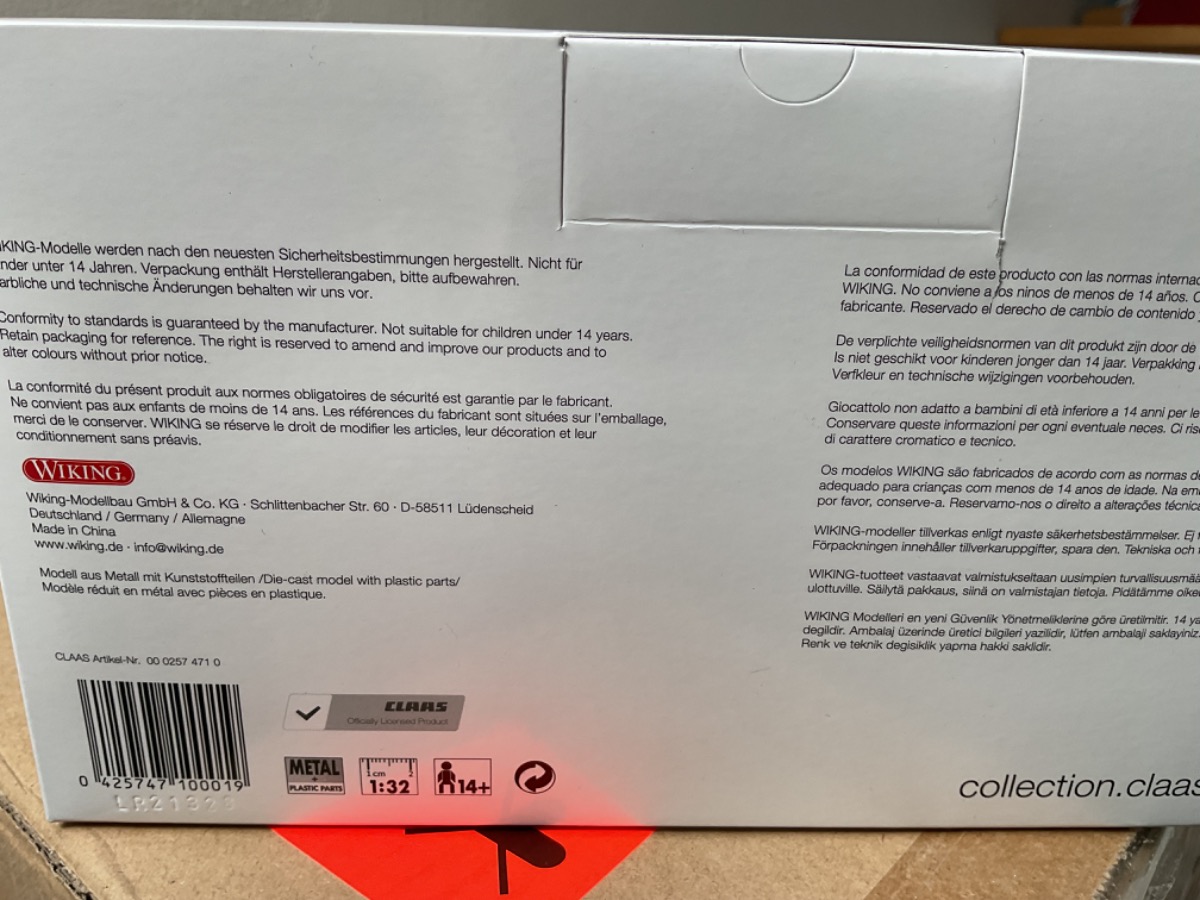 KING-Modelle werden nach den neuesten Sicherheitsbestimmungen hergestellt. Nicht für
nder unter 14 Jahren. Verpackung enthält Herstellerangaben, bitte aufbewahren.
arbliche und technische Änderungen behalten wir uns vor.
Conformity to standards is guaranteed by the manufacturer. Not suitable for children under 14 years.
Retain packaging for reference. The right is reserved to amend and improve our products and to
alter colours without prior notice.
La conformité du présent produit aux normes obligatoires de sécurité est garantie par le fabricant.
Ne convient pas aux enfants de moins de 14 ans. Les références du fabricant sont situées sur l'emballage,
merci de le conserver. WIKING se réserve le droit de modifier les articles, leur décoration et leur
conditionnement sans préavis.
WIKING
Wiking-Modellbau GmbH & Co. KG · Schlittenbacher Str. 60 · D-58511 Lüdenscheid
Deutschland / Germany / Allemagne
Made in China
www.wiking.de · info@wiking.de
Modell aus Metall mit Kunststoffteilen /Die-cast model with plastic parts/
Modèle réduit en métal avec pièces en plastique.
CLAAS Artikel-Nr. 00 0257 471 0
0 425747 100019
LR21323
CLAAS
Officially Licensed Product
METAL
+
PLASTIC PARTS
1 cm 2
1:32
14+
La conformidad de este producto con las normas internac
WIKING. No conviene a los ninos de menos de 14 años. C
fabricante. Reservado el derecho de cambio de contenido y
De verplichte veiligheidsnormen van dit produkt zijn door de
Is niet geschikt voor kinderen jonger dan 14 jaar. Verpakking
Verfkleur en technische wijzigingen voorbehouden.
Giocattolo non adatto a bambini di età inferiore a 14 anni per le
Conservare queste informazioni per ogni eventuale neces. Ci rise
di carattere cromatico e tecnico.
Os modelos WIKING são fabricados de acordo com as normas de
adequado para crianças com menos de 14 anos de idade. Na em
por favor, conserve-a. Reservamo-nos o direito a alterações técnica
WIKING-modeller tillverkas enligt nyaste säkerhetsbestämmelser. Ej
Förpackningen innehåller tillverkaruppgifter, spara den. Tekniska och
WIKING-tuotteet vastaavat valmistukseltaan uusimpien turvallisuusmää
ulottuville. Säilytä pakkaus, siinä on valmistajan tietoja. Pidätämme oike
WIKING Modelleri en yeni Güvenlik Yönetmeliklerine göre üretilmitir. 14 ya
degildir. Ambalaj üzerinde üretici bilgileri yazilidir, lütfen ambalaji saklayiniz.
Renk ve teknik degisiklik yapma hakki saklidir.
collection.claas